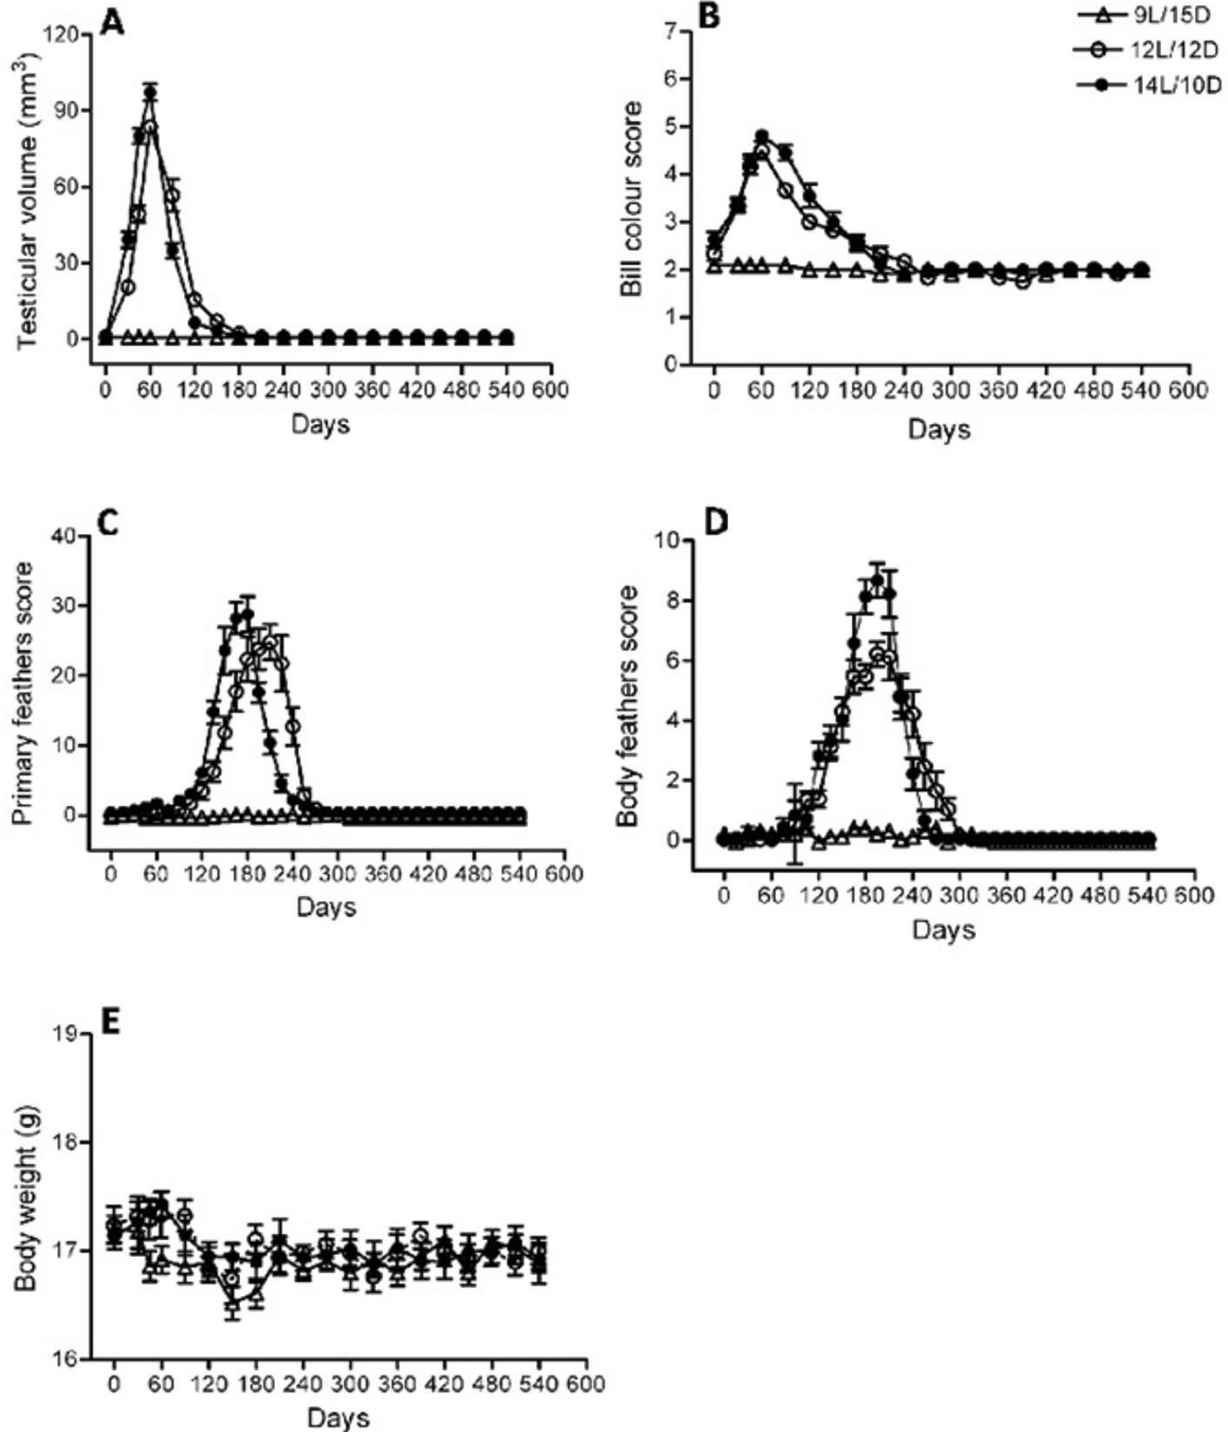 A
Testicular volume (mm³)
120
90
60
30
0
0 60 120 180 240 300 360 420 480 540 600
Days
B
9L/15D
12L/12D
14L/10D
Bill colour score
7
6
5
4
3
2
1
0
0 60 120 180 240 300 360 420 480 540 600
Days
C
Primary feathers score
40
30
20
10
0
0 60 120 180 240 300 360 420 480 540 600
Days
D
Body feathers score
10
8
6
4
2
0
0 60 120 180 240 300 360 420 480 540 600
Days
E
Body weight (g)
19
18
17
16
0 60 120 180 240 300 360 420 480 540 600
Days